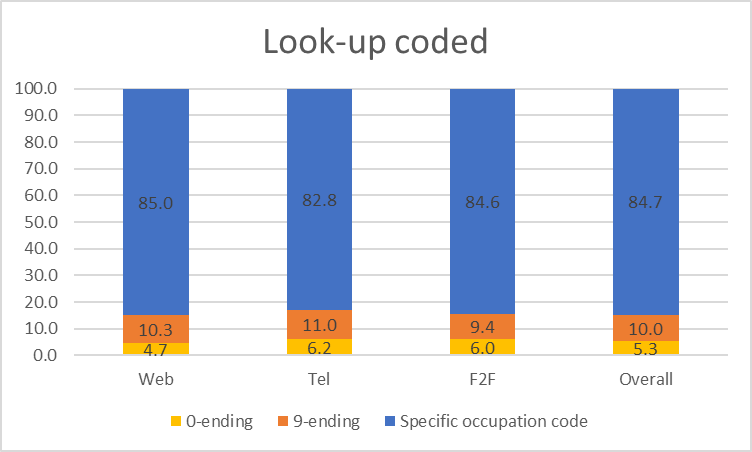 Look-up coded
100.0
90.0
80.0
70.0
60.0
50.0
40.0
30.0
20.0
10.0
0.0
85.0 82.8 84.6 84.7
10.3 11.0 9.4 10.0
4.7 6.2 6.0 5.3
Web Tel F2F Overall
0-ending 9-ending Specific occupation code